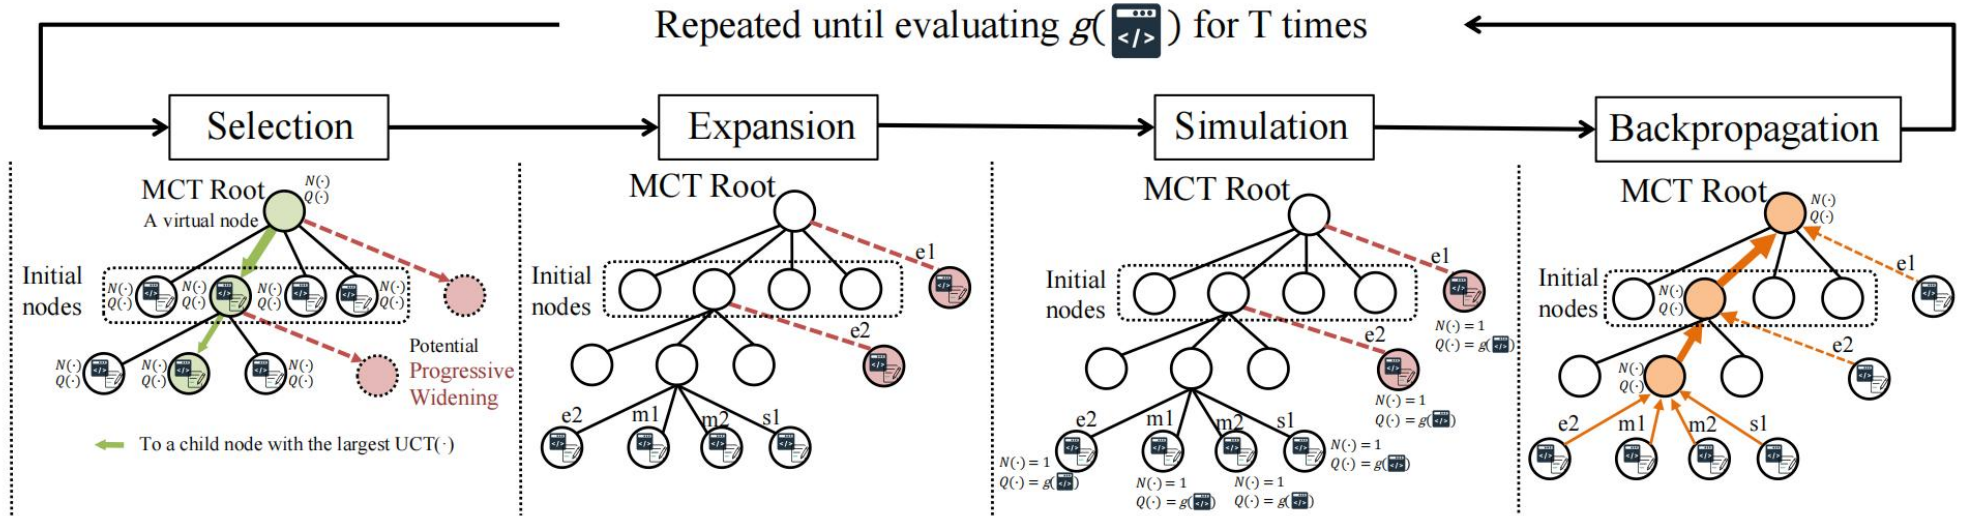 Repeated until evaluating g( </> ) for T times
Selection
Expansion
Simulation
Backpropagation
MCT Root
N(·)
Q(·)
A virtual node
Initial
nodes
N(·)
Q(·)
N(·)
Q(·)
N(·)
Q(·)
N(·)
Q(·)
N(·)
Q(·)
N(·)
Q(·)
N(·)
Q(·)
Potential
Progressive
Widening
To a child node with the largest UCT(·)
MCT Root
e1
Initial
nodes
e2
e2
m1
m2
s1
MCT Root
e1
Initial
nodes
N(·) = 1
Q(·) = g( </> )
e2
N(·) = 1
Q(·) = g( </> )
e2
m1
m2
s1
N(·) = 1
Q(·) = g( </> )
N(·) = 1
Q(·) = g( </> )
N(·) = 1
Q(·) = g( </> )
N(·) = 1
Q(·) = g( </> )
MCT Root
N(·)
Q(·)
e1
Initial
nodes
N(·)
Q(·)
e2
N(·)
Q(·)
e2
m1
m2
s1